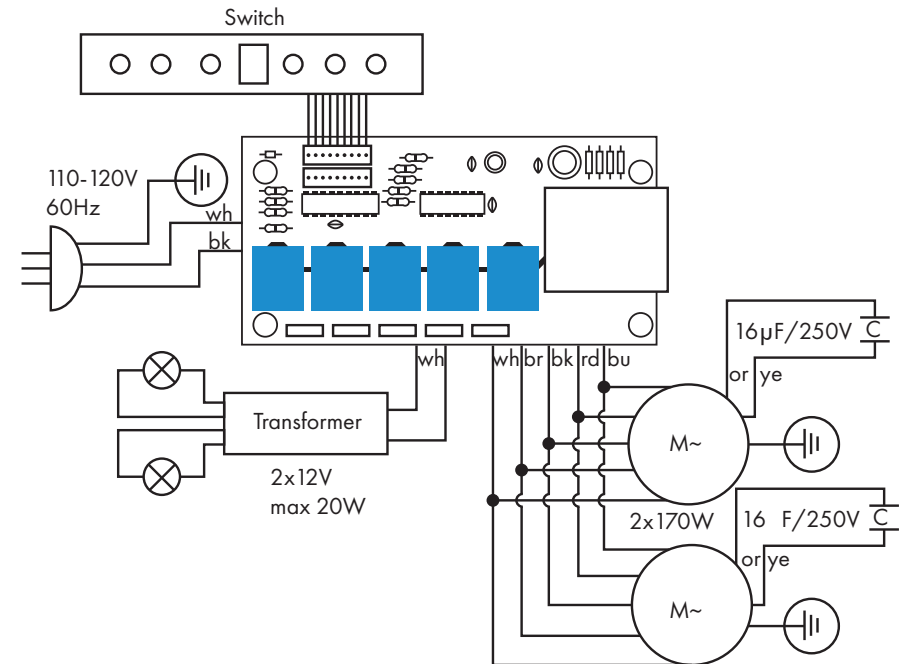 Switch
110-120V
60Hz
wh
bk
wh
wh
br
bk
rd
bu
16µF/250V
C
or
ye
Transformer
M~
2x12V
max 20W
2x170W
16 F/250V
C
or
ye
M~